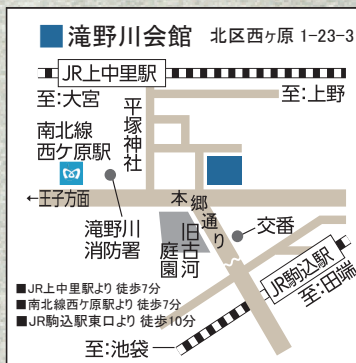 滝野川会館 北区西ヶ原 1-23-3
JR上中里駅
至:大宮
至:上野
平塚神社
南北線
西ケ原駅
←王子方面
本郷通り
滝野川
消防署
旧古河
庭園
交番
JR駒込駅
至:田端
■JR上中里駅より 徒歩7分
■南北線西ケ原駅より 徒歩7分
■JR駒込駅東口より 徒歩10分
至:池袋